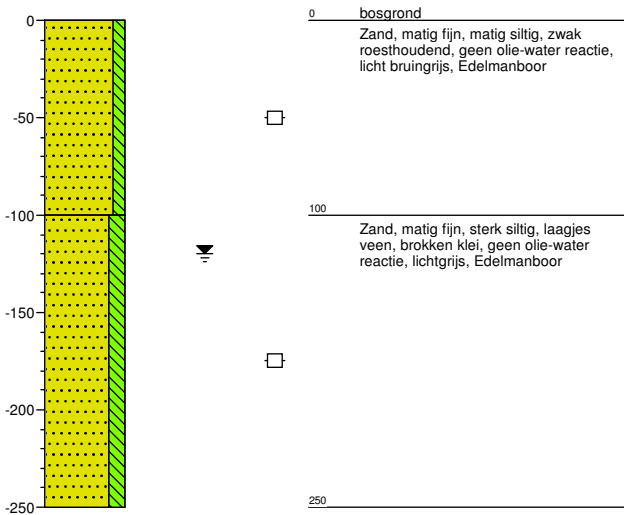 0
-50
-100
-150
-200
-250
0
bosgrond
Zand, matig fijn, matig siltig, zwak
roesthoudend, geen olie-water reactie,
licht bruingrijs, Edelmanboor
100
Zand, matig fijn, sterk siltig, laagjes
veen, brokken klei, geen olie-water
reactie, lichtgrijs, Edelmanboor
250